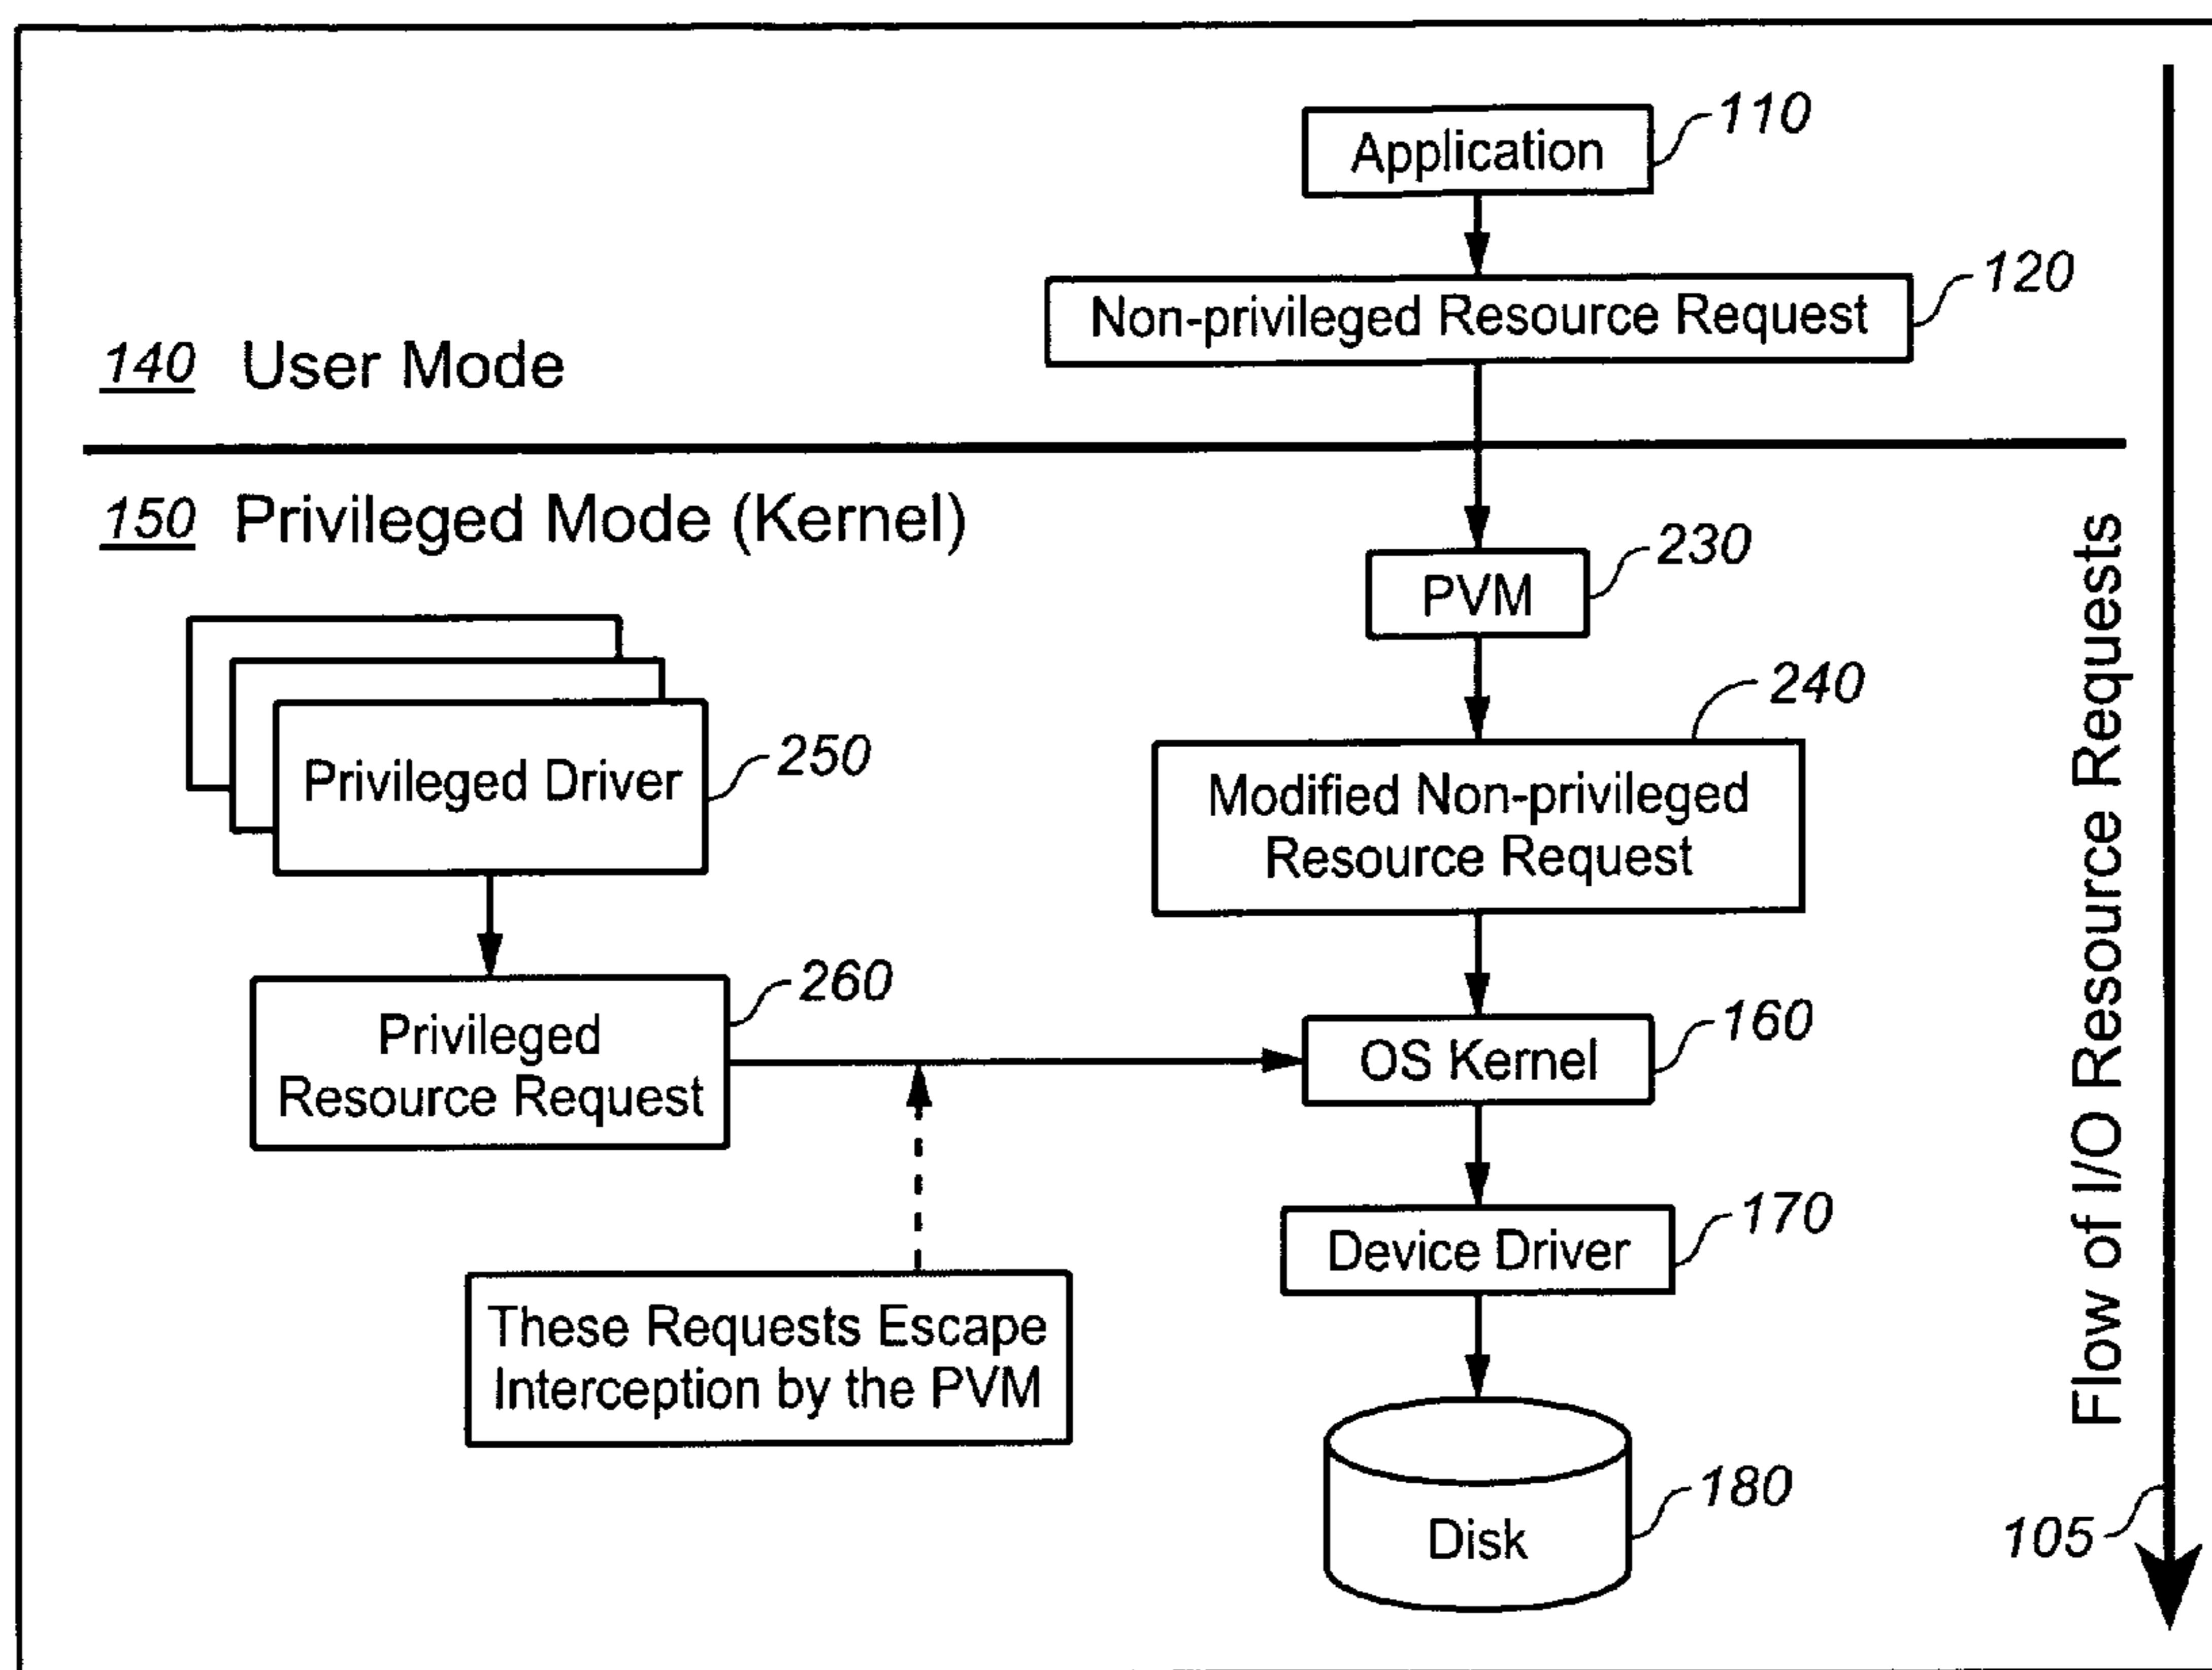 110
Application
120
Non-privileged Resource Request
140 User Mode
150 Privileged Mode (Kernel)
230
PVM
240
Modified Non-privileged
Resource Request
250
Privileged Driver
260
Privileged
Resource Request
160
OS Kernel
170
Device Driver
These Requests Escape
Interception by the PVM
180
Disk
Flow of I/O Resource Requests
105